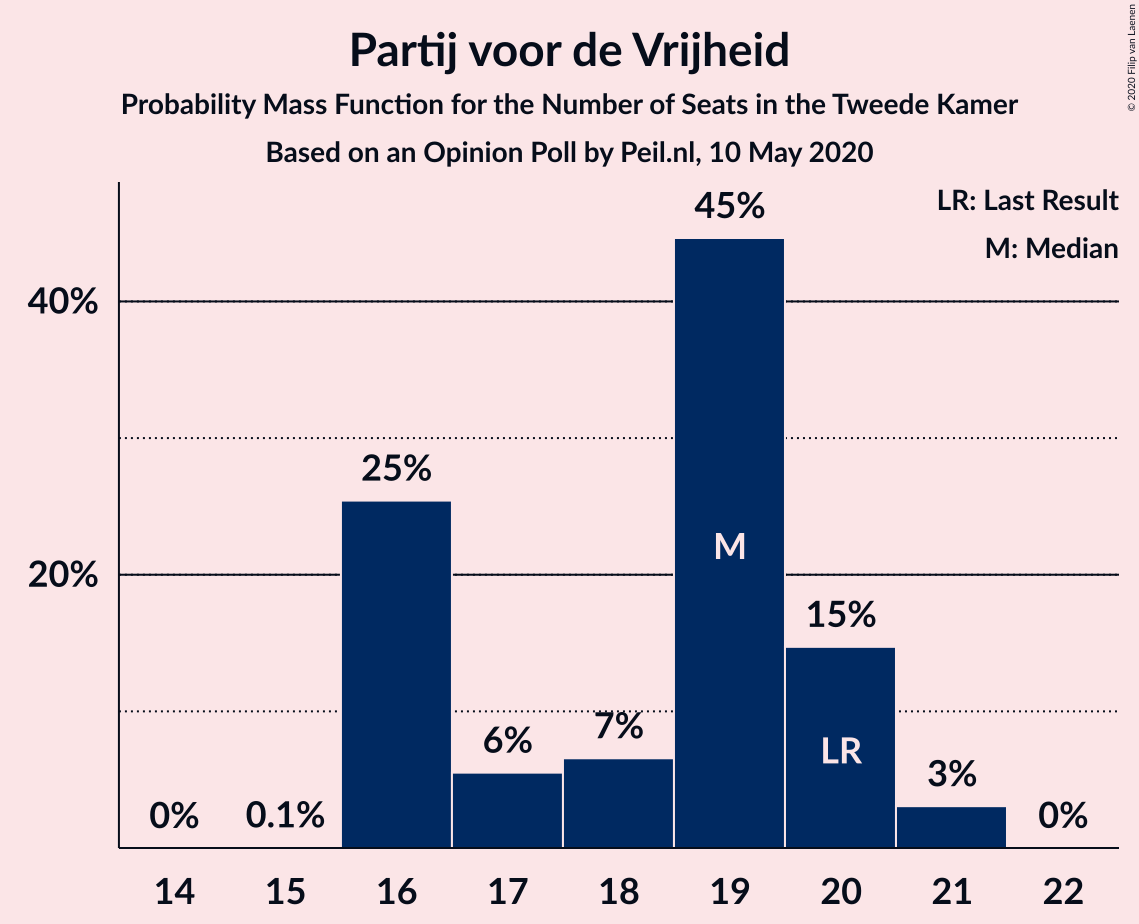 Partij voor de Vrijheid
Probability Mass Function for the Number of Seats in the Tweede Kamer
Based on an Opinion Poll by Peil.nl, 10 May 2020
© 2020 Filip van Laenen
LR: Last Result
M: Median
45%
40%
25%
M
20%
15%
7%
6%
LR
3%
0%
0.1%
0%
14 15 16 17 18 19 20 21 22